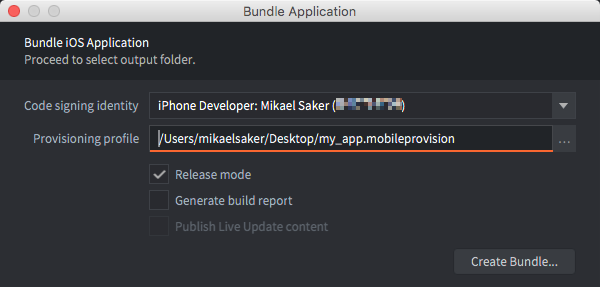 Bundle Application
Bundle iOS Application
Proceed to select output folder.
Code signing identity iPhone Developer: Mikael Saker ( )
Provisioning profile /Users/mikaelsaker/Desktop/my_app.mobileprovision ...
Release mode
Generate build report
Publish Live Update content
Create Bundle...